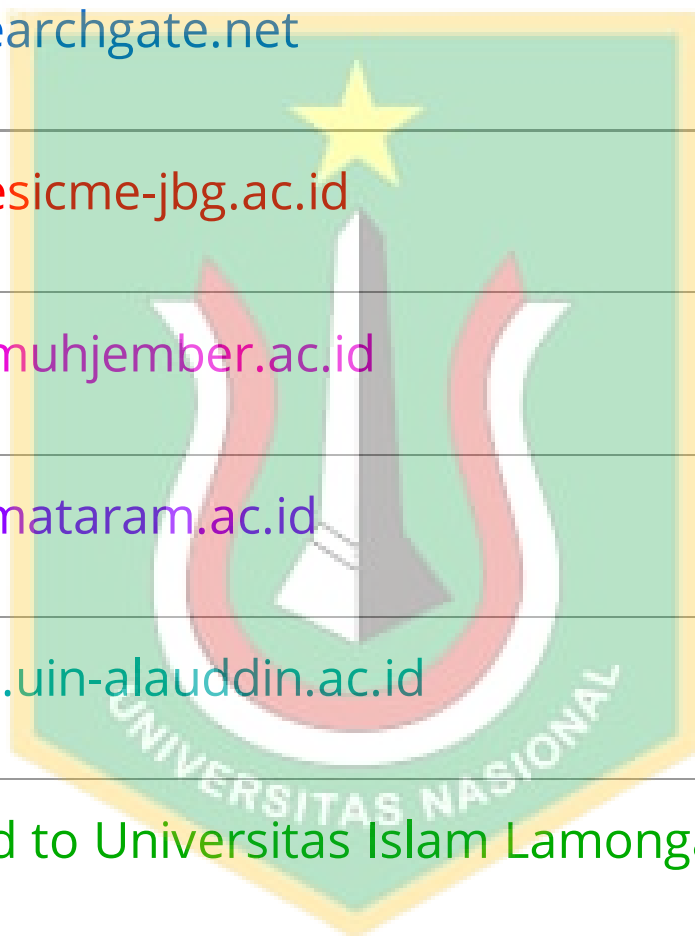 earchgate.net
esicme-jbg.ac.id
muhjember.ac.id
mataram.ac.id
.uin-alauddin.ac.id
UNIVERSITAS NASIONAL
d to Universitas Islam Lamonga